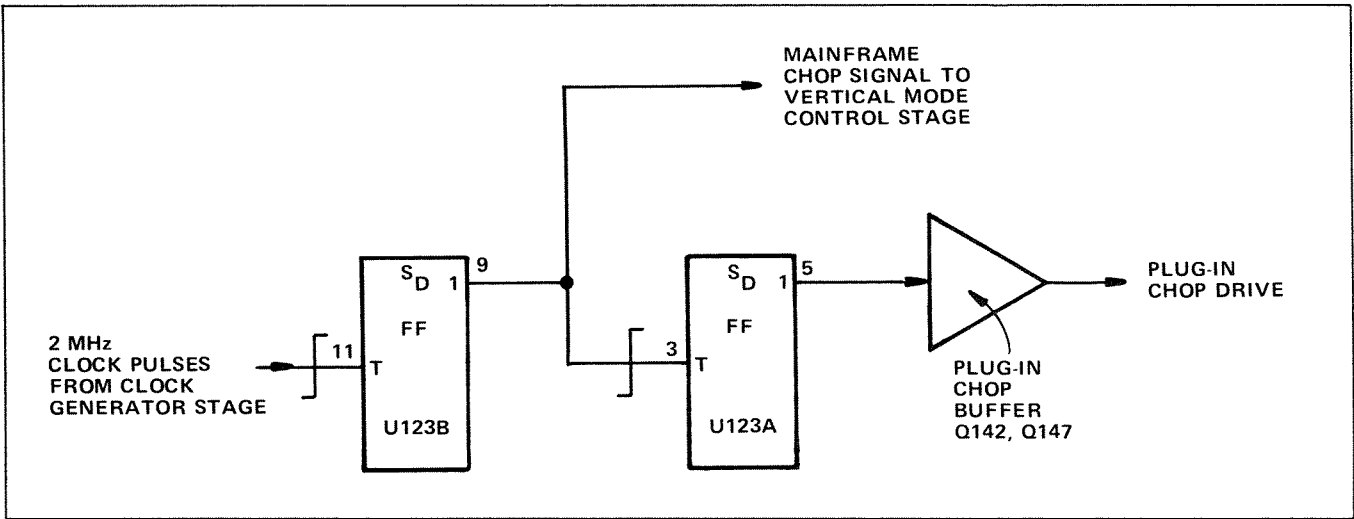 MAINFRAME
CHOP SIGNAL TO
VERTICAL MODE
CONTROL STAGE
2 MHz
CLOCK PULSES
FROM CLOCK
GENERATOR STAGE
11
T
SD 1
FF
U123B
9
3
T
SD 1
FF
U123A
5
PLUG-IN
CHOP
BUFFER
Q142, Q147
PLUG-IN
CHOP DRIVE